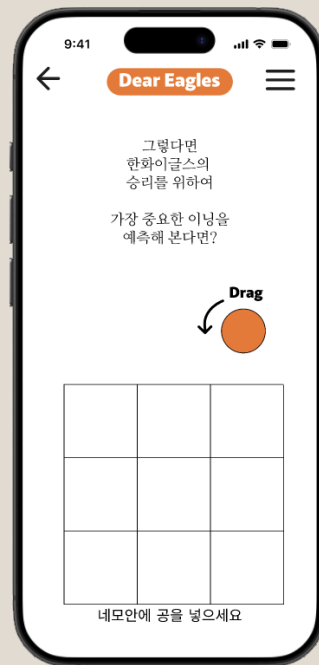 9:41
Dear Eagles
그렇다면
한화이글스의
승리를 위하여
가장 중요한 이닝을
예측해 본다면?
Drag
네모안에 공을 넣으세요